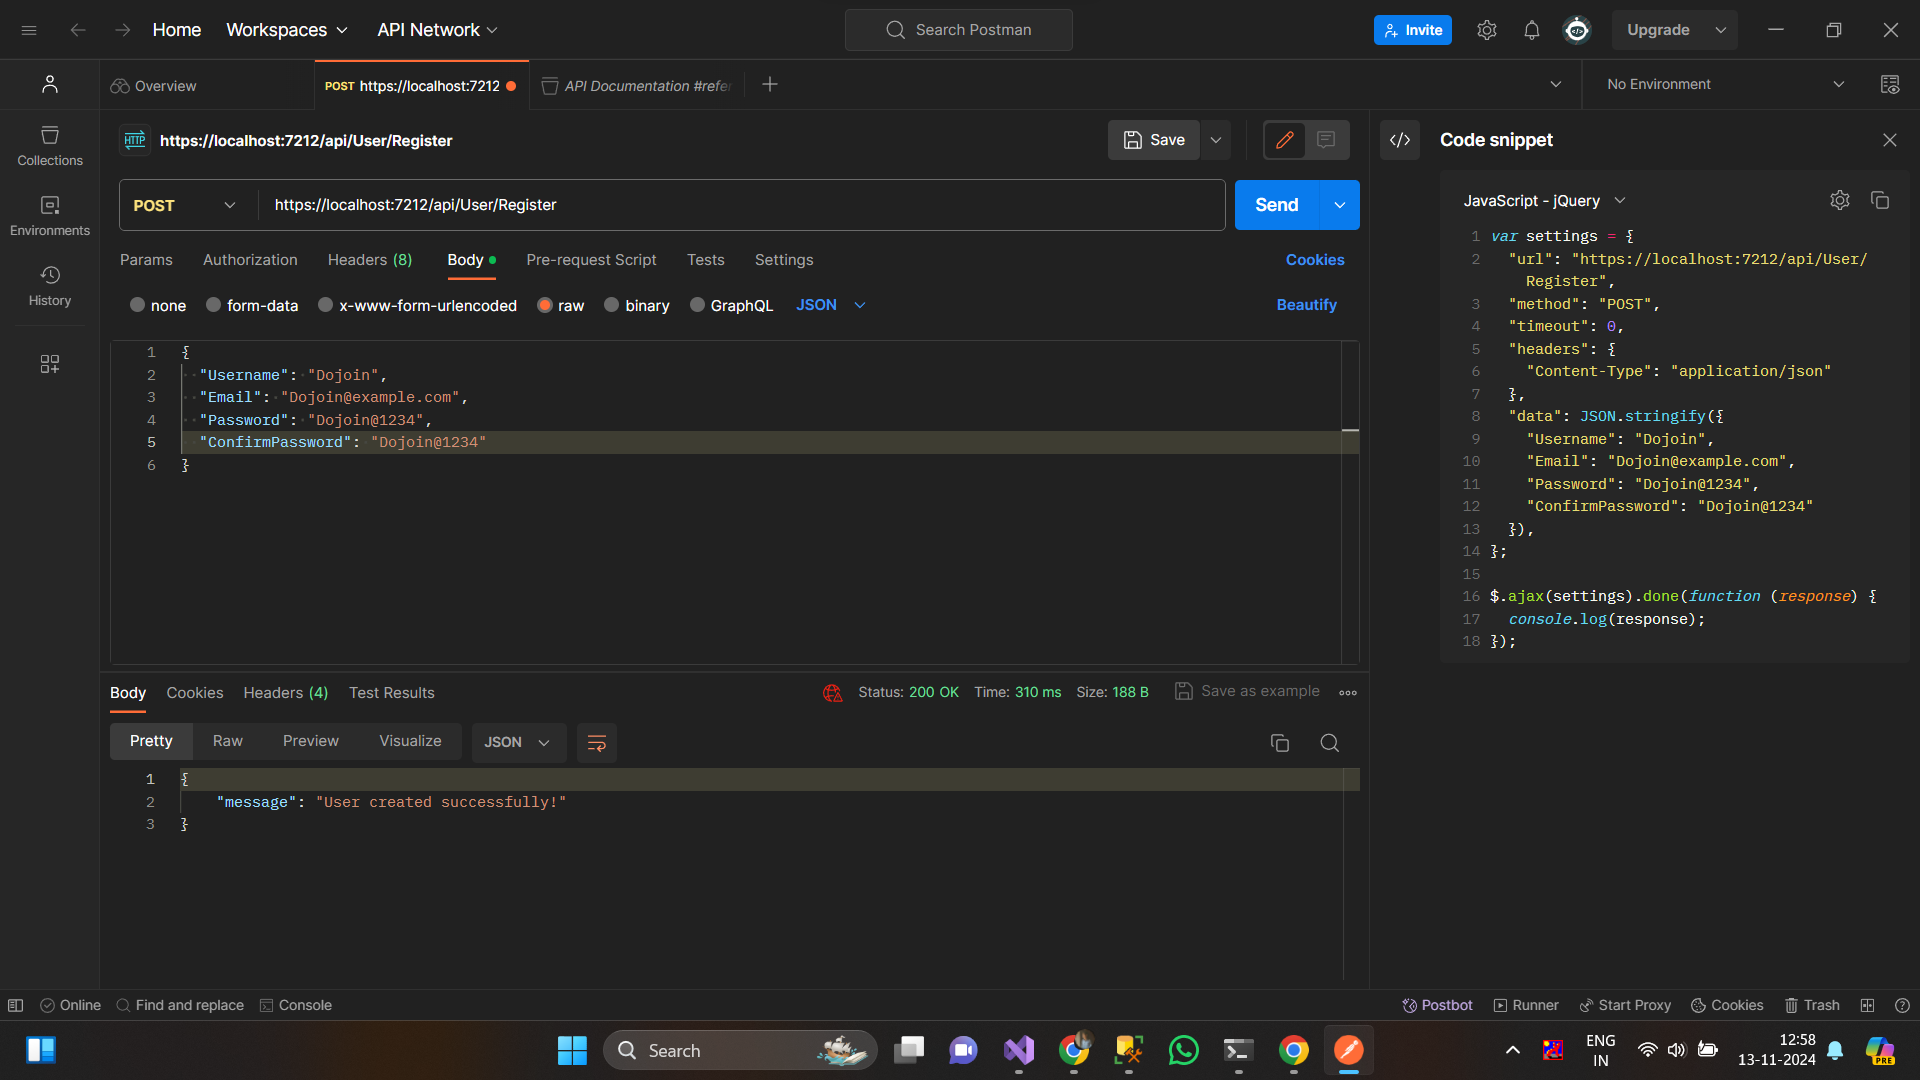 Home
Workspaces
API Network
Search Postman
Invite
Upgrade
Overview
POST https://localhost:7212
API Documentation #refer
No Environment
Collections
Environments
History
HTTP https://localhost:7212/api/User/Register
Save
Code snippet
POST
https://localhost:7212/api/User/Register
Send
Params
Authorization
Headers (8)
Body
Pre-request Script
Tests
Settings
Cookies
none
form-data
x-www-form-urlencoded
raw
binary
GraphQL
JSON
Beautify
1 {
2 "Username": "Dojoin",
3 "Email": "Dojoin@example.com",
4 "Password": "Dojoin@1234",
5 "ConfirmPassword": "Dojoin@1234"
6 }
JavaScript - jQuery
1 var settings = {
2 "url": "https://localhost:7212/api/User/
Register",
3 "method": "POST",
4 "timeout": 0,
5 "headers": {
6 "Content-Type": "application/json"
7 },
8 "data": JSON.stringify({
9 "Username": "Dojoin",
10 "Email": "Dojoin@example.com",
11 "Password": "Dojoin@1234",
12 "ConfirmPassword": "Dojoin@1234"
13 }),
14 };
15
16 $.ajax(settings).done(function (response) {
17 console.log(response);
18 });
Body
Cookies
Headers (4)
Test Results
Status: 200 OK
Time: 310 ms
Size: 188 B
Save as example
Pretty
Raw
Preview
Visualize
JSON
1 {
2 "message": "User created successfully!"
3 }
Online
Find and replace
Console
Postbot
Runner
Start Proxy
Cookies
Trash
Search
ENG
IN
12:58
13-11-2024
PRE